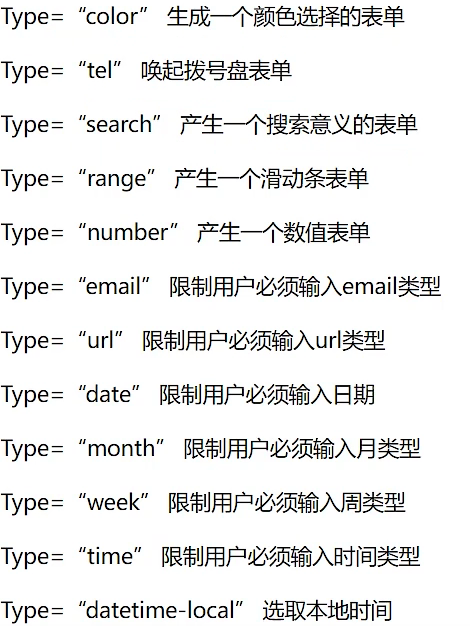 Type=“color” 生成一个颜色选择的表单
Type=“tel” 唤起拨号盘表单
Type=“search” 产生一个搜索意义的表单
Type=“range” 产生一个滑动条表单
Type=“number” 产生一个数值表单
Type=“email” 限制用户必须输入email类型
Type=“url” 限制用户必须输入url类型
Type=“date” 限制用户必须输入日期
Type=“month” 限制用户必须输入月类型
Type=“week” 限制用户必须输入周类型
Type=“time” 限制用户必须输入时间类型
Type=“datetime-local” 选取本地时间